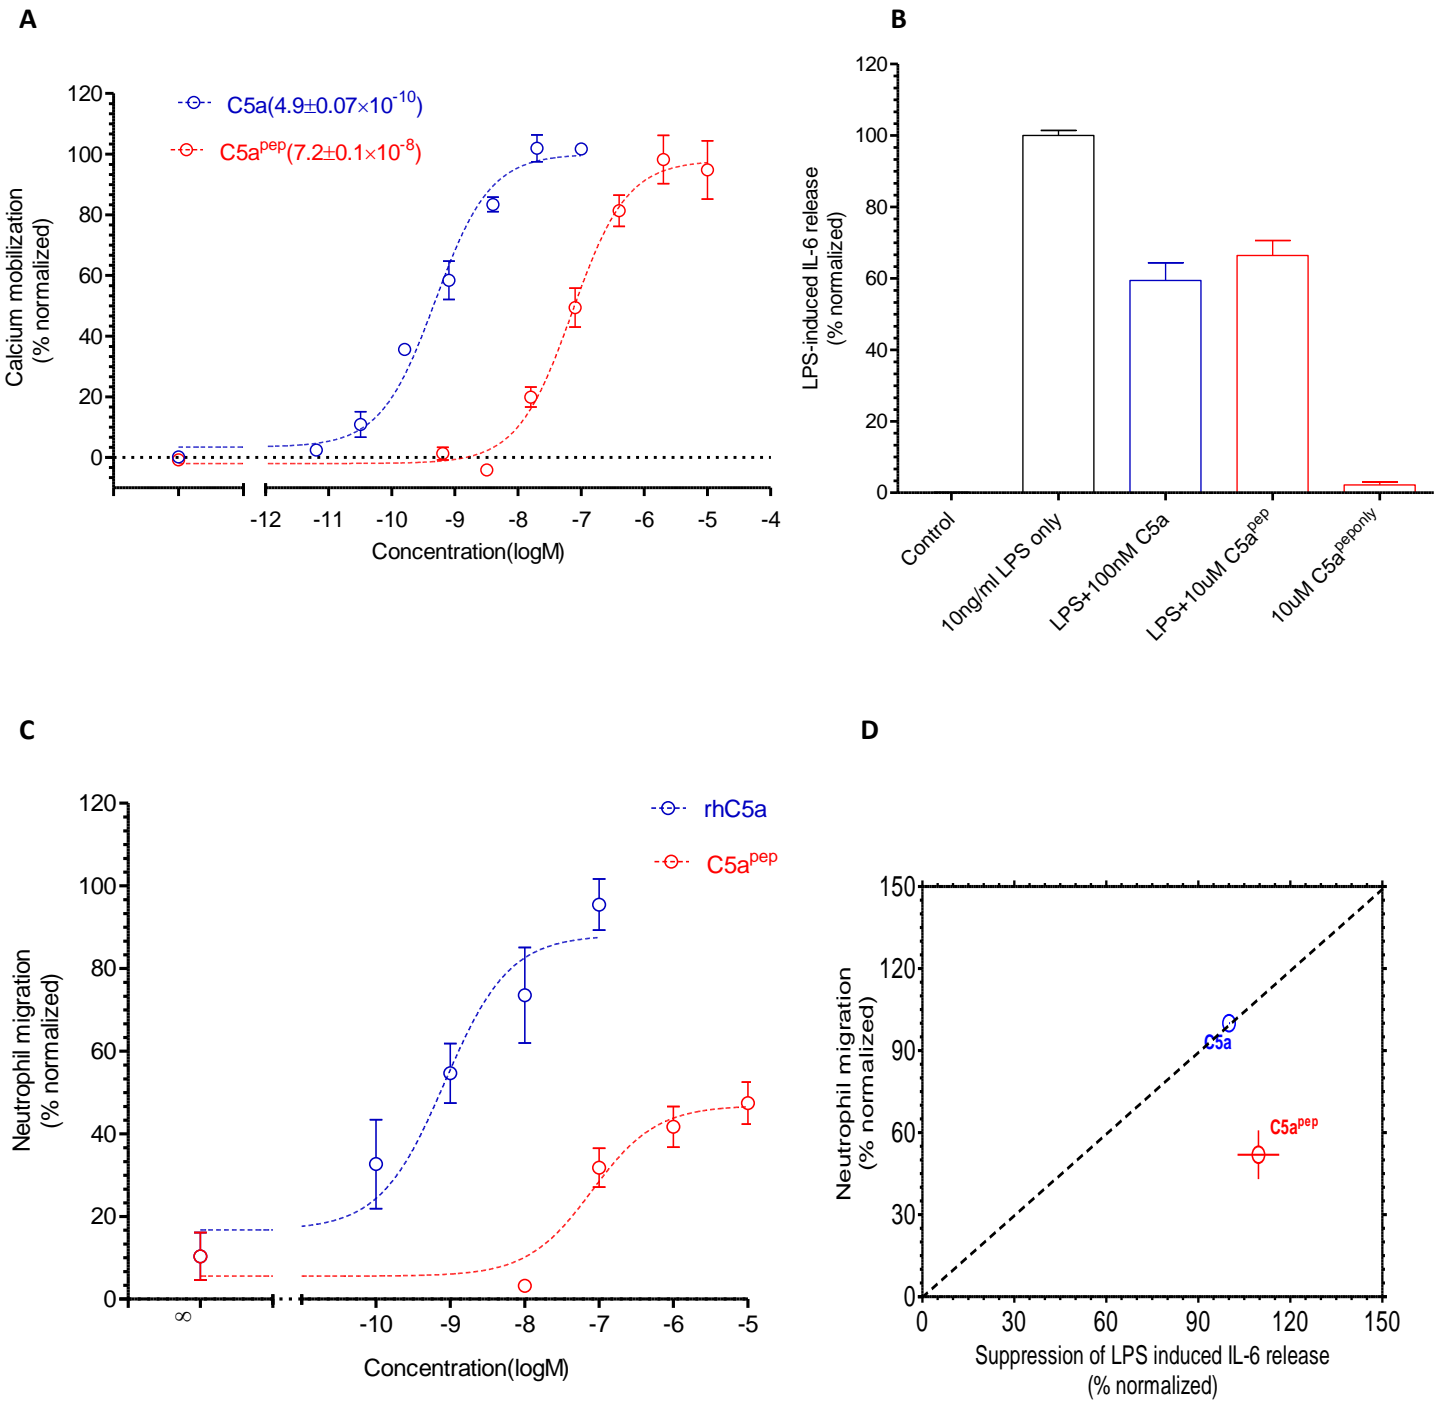 A
120
100
80
60
40
20
0
Calcium mobilization
(% normalized)
C5a(4.9±0.07×10-10)
C5apep(7.2±0.1×10-8)
-12 -11 -10 -9 -8 -7 -6 -5 -4
Concentration(logM)
B
120
100
80
60
40
20
0
LPS-induced IL-6 release
(% normalized)
Control
10ng/ml LPS only
LPS+100nM C5a
LPS+10uM C5apep
10uM C5apeponly
C
120
100
80
60
40
20
0
Neutrophil migration
(% normalized)
rhC5a
C5apep
∞ -10 -9 -8 -7 -6 -5
Concentration(logM)
D
150
120
90
60
30
0
Neutrophil migration
(% normalized)
C5a
C5apep
0 30 60 90 120 150
Suppression of LPS induced IL-6 release
(% normalized)